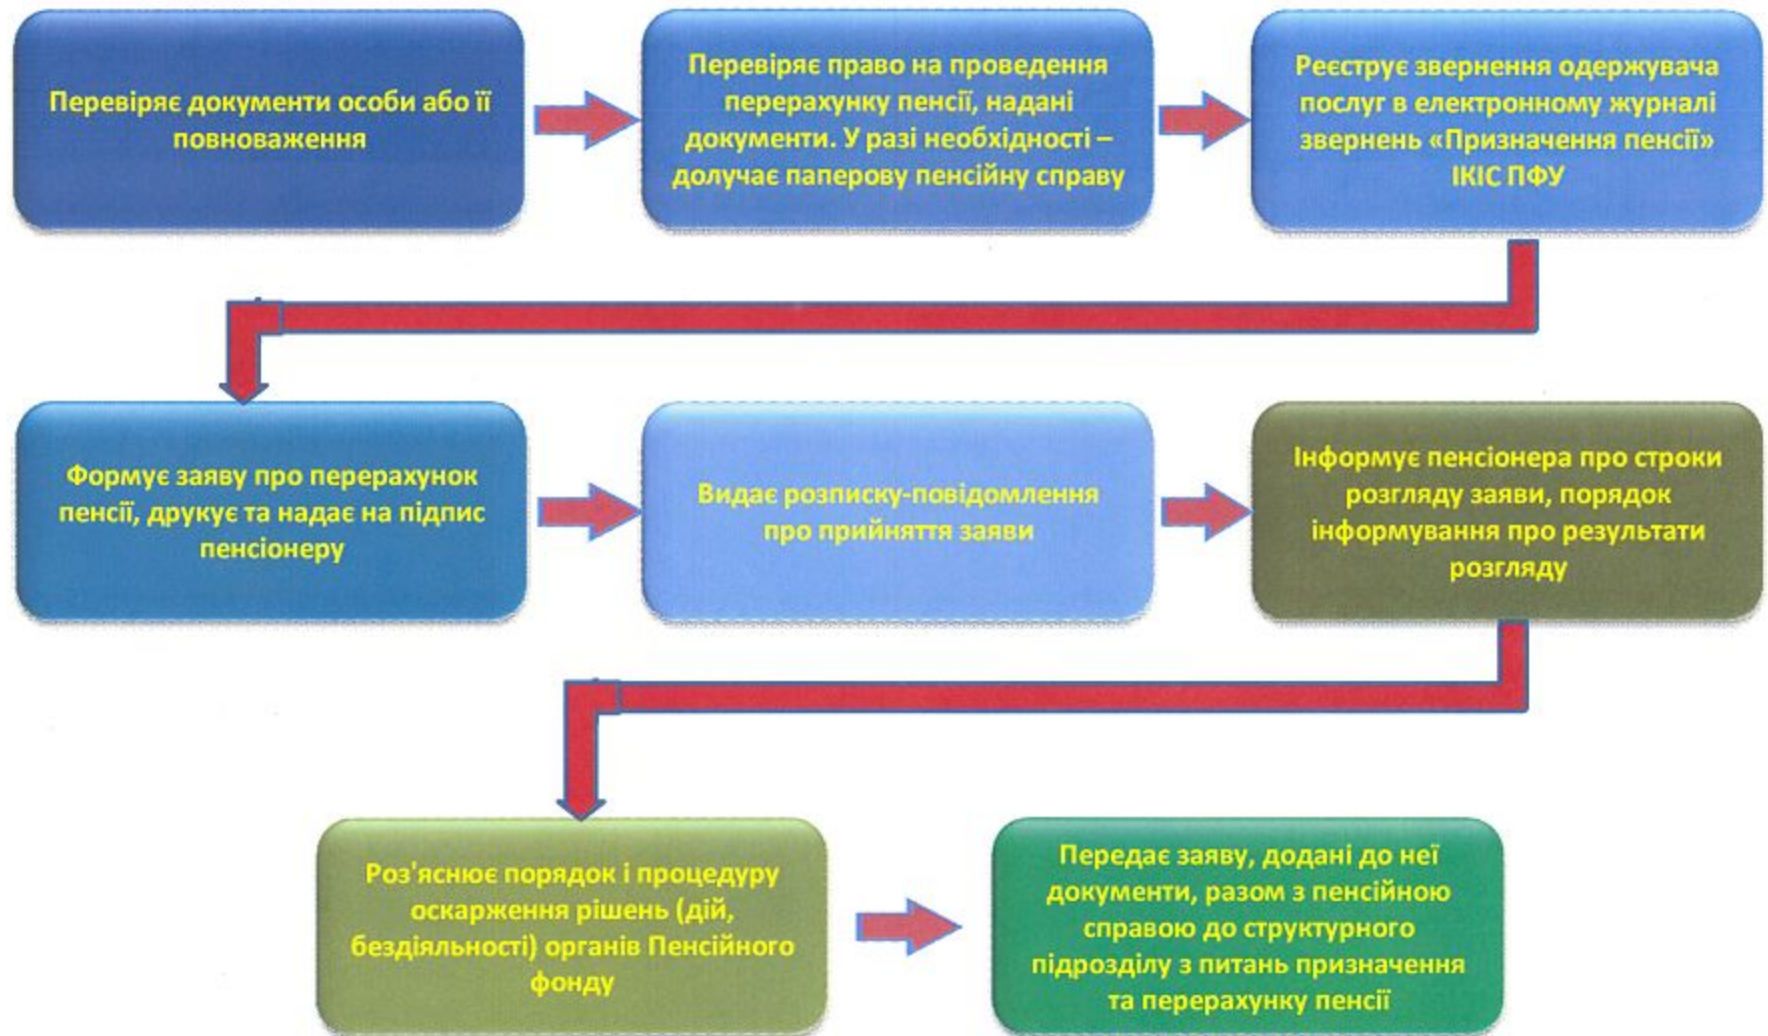 Перевіряє документи особи або її
повноваження
Перевіряє право на проведення
перерахунку пенсії, надані
документи. У разі необхідності –
долучає паперову пенсійну справу
Реєструє звернення одержувача
послуг в електронному журналі
звернень «Призначення пенсії»
ІКІС ПФУ
Формує заяву про перерахунок
пенсії, друкує та надає на підпис
пенсіонеру
Видає розписку-повідомлення
про прийняття заяви
Інформує пенсіонера про строки
розгляду заяви, порядок
інформування про результати
розгляду
Роз'яснює порядок і процедуру
оскарження рішень (дій,
бездіяльності) органів Пенсійного
фонду
Передає заяву, додані до неї
документи, разом з пенсійною
справою до структурного
підрозділу з питань призначення
та перерахунку пенсії